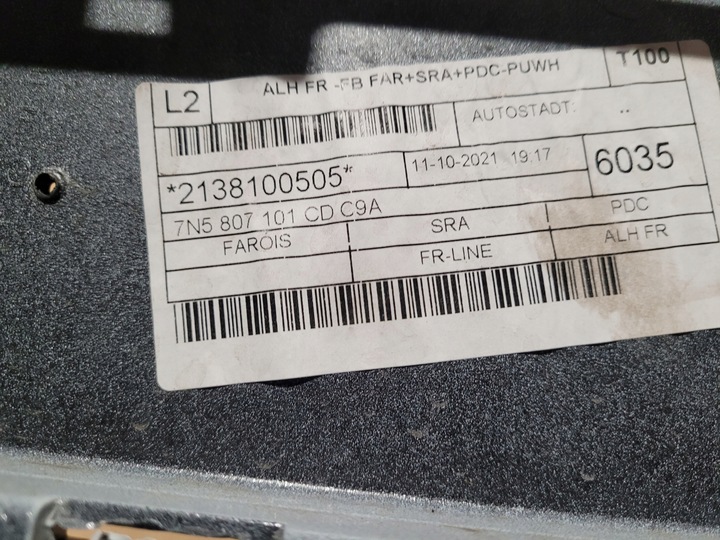 L2 ALH FR -FB FAR+SRA+PDC-PUWH T100
AUTOSTADT: ..
*2138100505* 11-10-2021 19:17 6035
7N5 807 101 CD C9A
FAROIS SRA PDC
FR-LINE ALH FR